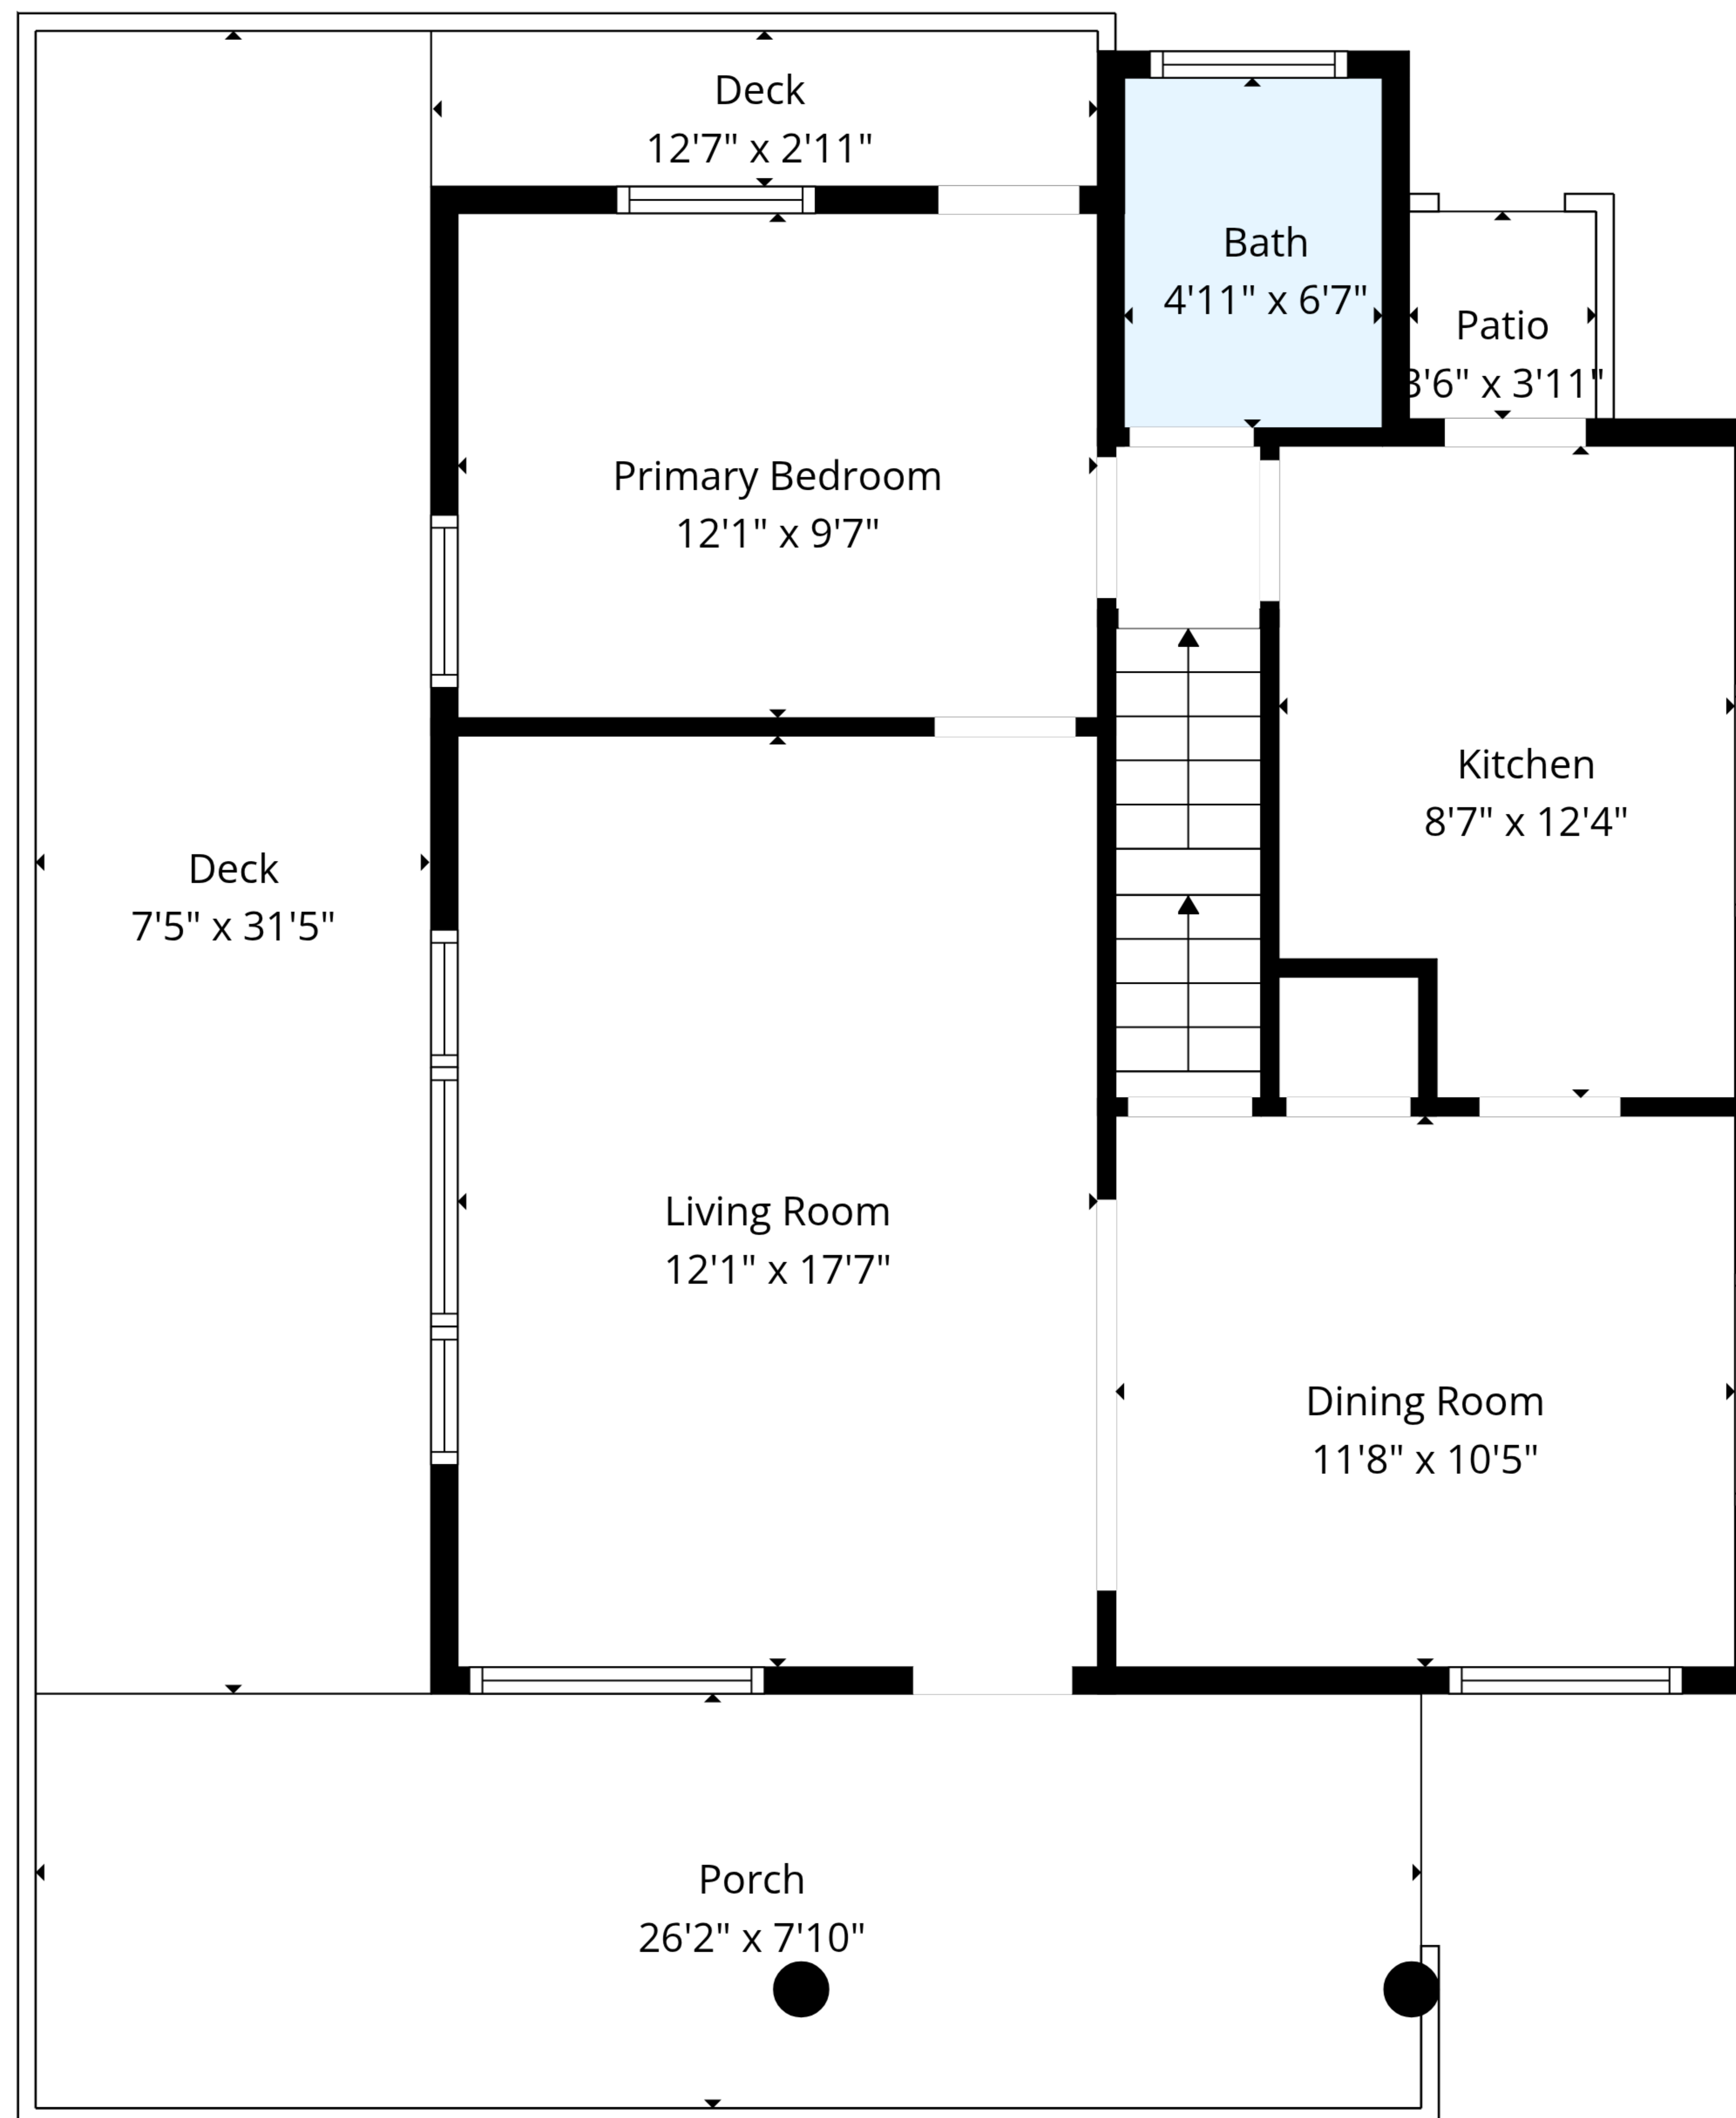 Deck
12'7" x 2'11"
Bath
4'11" x 6'7"
Patio
3'6" x 3'11"
Primary Bedroom
12'1" x 9'7"
Kitchen
8'7" x 12'4"
Deck
7'5" x 31'5"
Living Room
12'1" x 17'7"
Dining Room
11'8" x 10'5"
Porch
26'2" x 7'10"